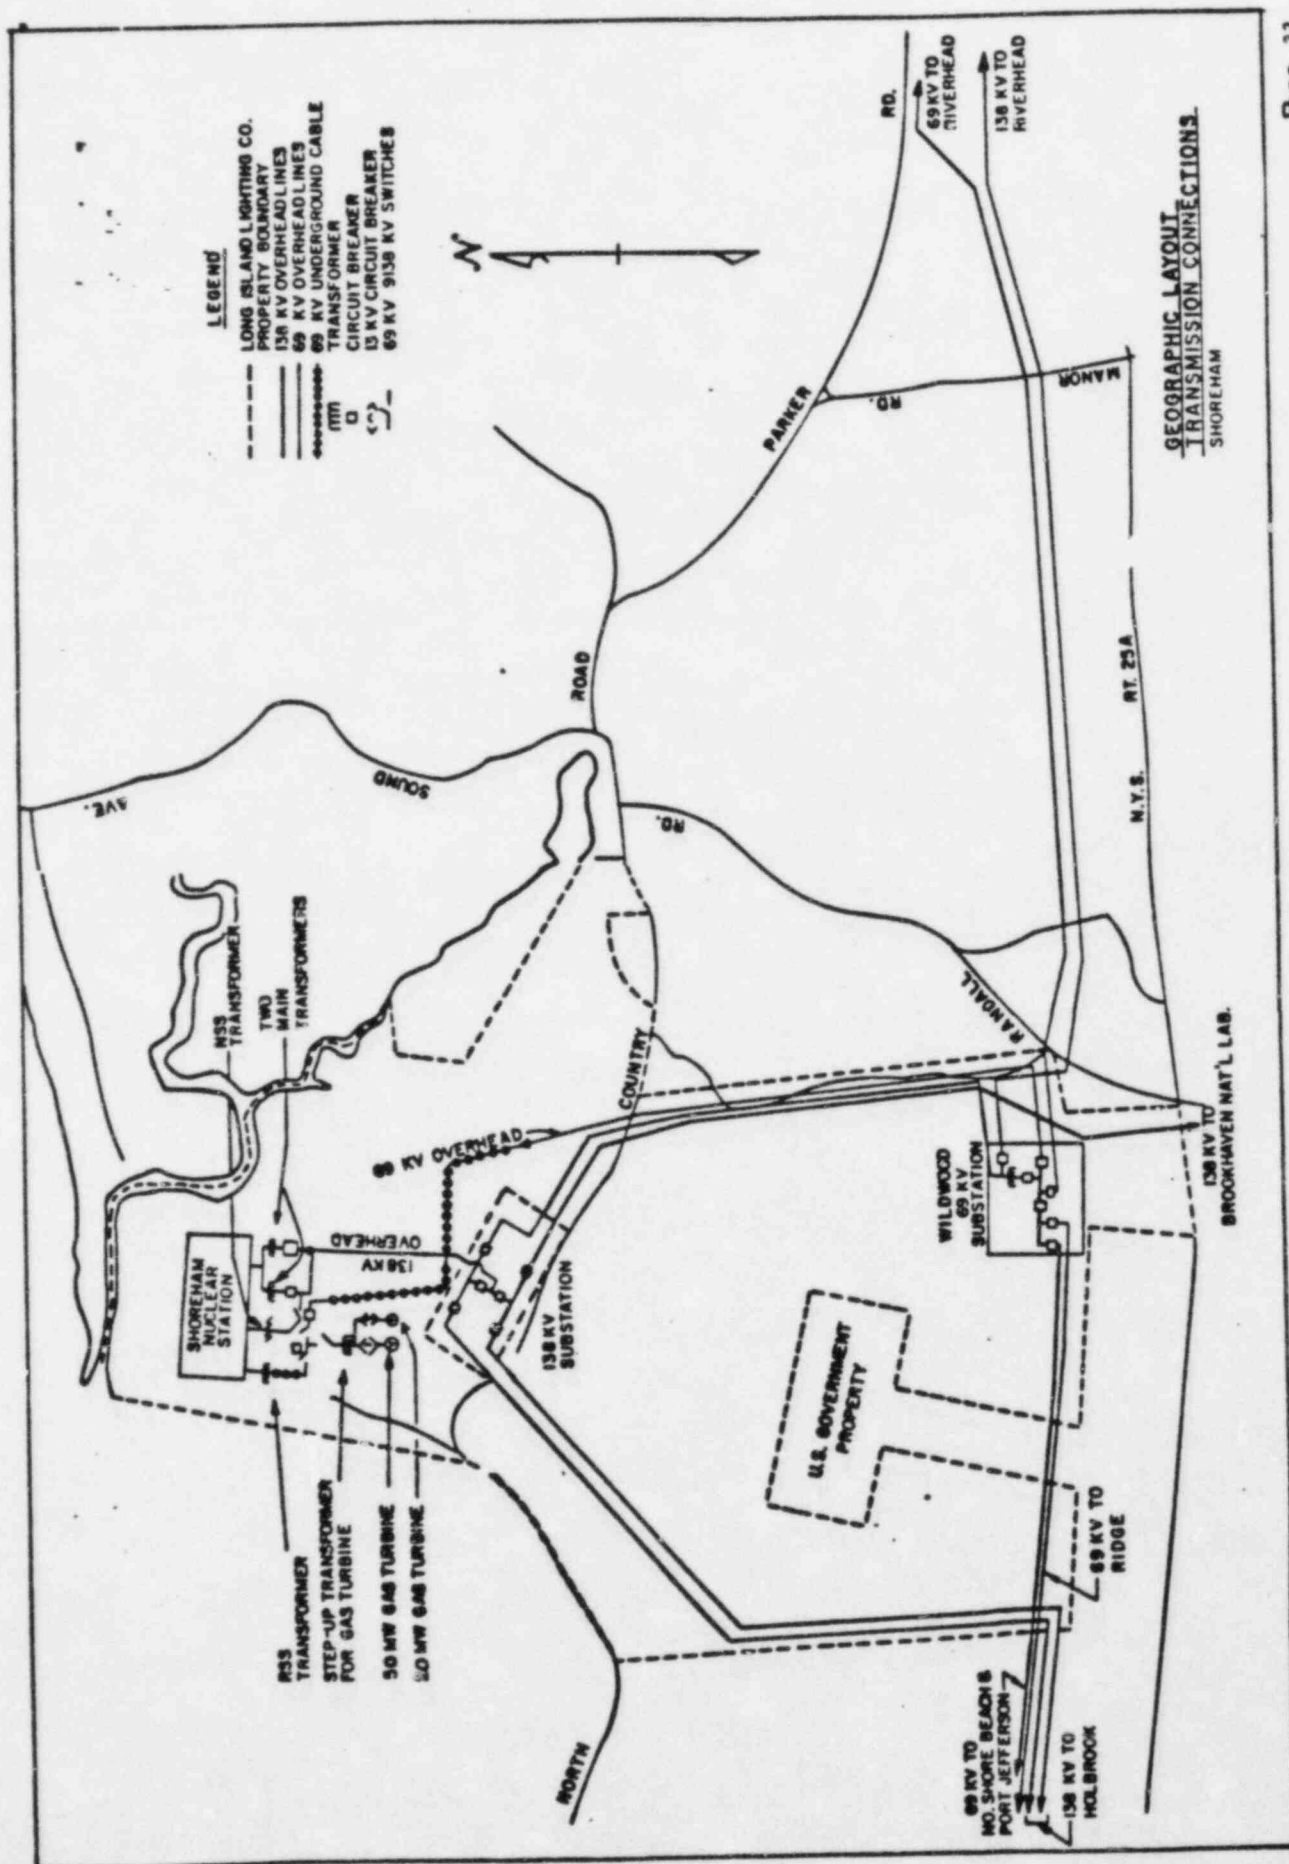 LEGEND
LONG ISLAND LIGHTING CO.
PROPERTY BOUNDARY
138 KV OVERHEAD LINES
69 KV OVERHEAD LINES
69 KV UNDERGROUND CABLE
TRANSFORMER
CIRCUIT BREAKER
13 KV CIRCUIT BREAKER
69 KV 9138 KV SWITCHES
N
AVE.
SOUND
NSS
TRANSFORMER
TWO
MAIN
TRANSFORMERS
SHOREHAM
NUCLEAR
STATION
138 KV
OVERHEAD
69 KV OVERHEAD
RSS
TRANSFORMER
STEP-UP TRANSFORMER
FOR GAS TURBINE
50 MW GAS TURBINE
20 MW GAS TURBINE
138 KV
SUBSTATION
NORTH
COUNTRY
ROAD
RD.
PARKER
RD.
RD.
MANOR
RANDALL
69 KV TO
RIVERHEAD
138 KV TO
RIVERHEAD
U.S. GOVERNMENT
PROPERTY
WILDWOOD
69 KV
SUBSTATION
69 KV TO
NO. SHORE BEACH &
PORT JEFFERSON
138 KV TO
HOLBROOK
69 KV TO
RIDGE
138 KV TO
BROOKHAVEN NAT'L LAB.
N.Y.S. RT. 25A
GEOGRAPHIC LAYOUT
TRANSMISSION CONNECTIONS
SHOREHAM